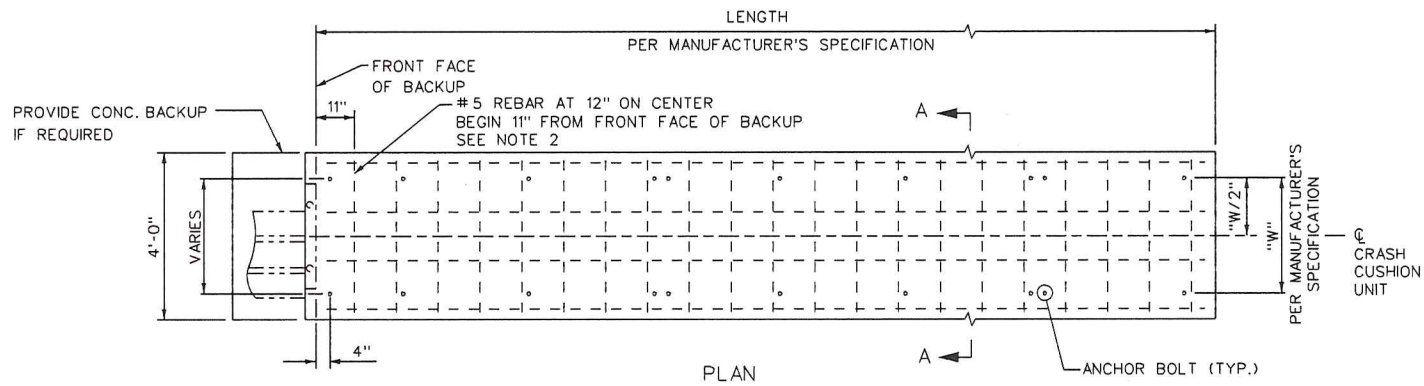 LENGTH
PER MANUFACTURER'S SPECIFICATION
FRONT FACE
OF BACKUP
PROVIDE CONC. BACKUP
IF REQUIRED
11"
#5 REBAR AT 12" ON CENTER
BEGIN 11" FROM FRONT FACE OF BACKUP
SEE NOTE 2
A
4'-0"
VARIES
"W/2"
"W"
PER MANUFACTURER'S
SPECIFICATION
℄
CRASH
CUSHION
UNIT
4"
A
ANCHOR BOLT (TYP.)
PLAN